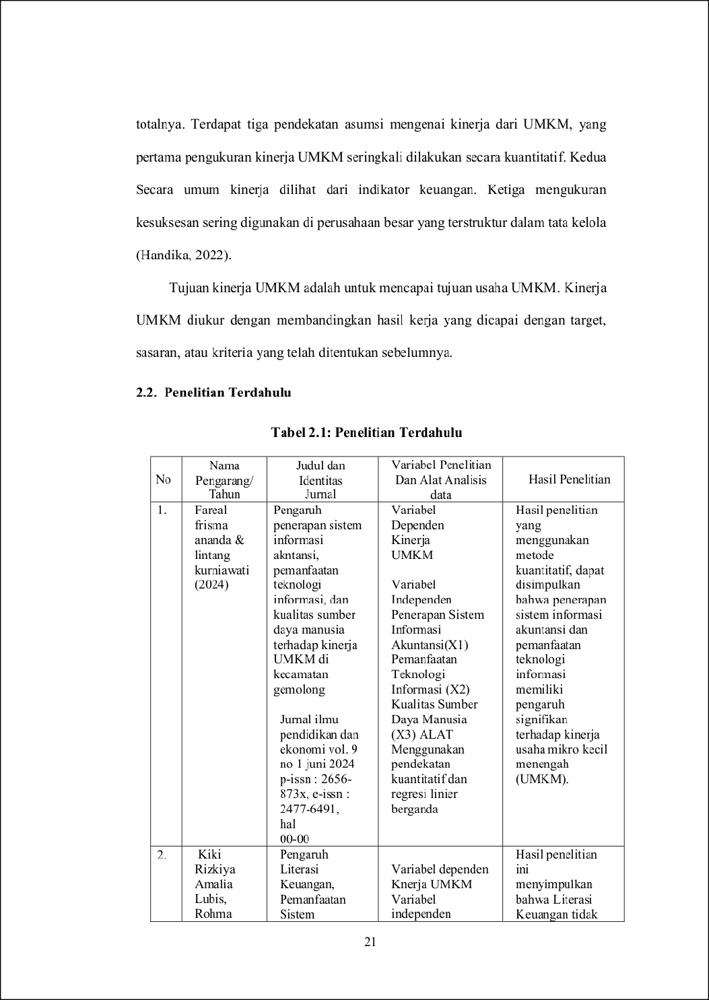 totalnya. Terdapat tiga pendekatan asumsi mengenai kinerja dari UMKM, yang
pertama pengukuran kinerja UMKM seringkali dilakukan secara kuantitatif. Kedua
Secara umum kinerja dilihat dari indikator keuangan. Ketiga mengukuran
kesuksesan sering digunakan di perusahaan besar yang terstruktur dalam tata kelola
(Handika, 2022).
Tujuan kinerja UMKM adalah untuk mencapai tujuan usaha UMKM. Kinerja
UMKM diukur dengan membandingkan hasil kerja yang dicapai dengan target,
sasaran, atau kriteria yang telah ditentukan sebelumnya.
2.2. Penelitian Terdahulu
Tabel 2.1: Penelitian Terdahulu
No
Nama
Pengarang/
Tahun
Judul dan
Identitas
Jurnal
Variabel Penelitian
Dan Alat Analisis
data
Hasil Penelitian
1.
Fareal
frisma
ananda &
lintang
kurniawati
(2024)
Pengaruh
penerapan sistem
informasi
akntansi,
pemanfaatan
teknologi
informasi, dan
kualitas sumber
daya manusia
terhadap kinerja
UMKM di
kecamatan
gemolong
Jurnal ilmu
pendidikan dan
ekonomi vol. 9
no 1 juni 2024
p-issn : 2656-
873x, e-issn :
2477-6491,
hal
00-00
Variabel
Dependen
Kinerja
UMKM
Variabel
Independen
Penerapan Sistem
Informasi
Akuntansi(X1)
Pemanfaatan
Teknologi
Informasi (X2)
Kualitas Sumber
Daya Manusia
(X3) ALAT
Menggunakan
pendekatan
kuantitatif dan
regresi linier
berganda
Hasil penelitian
yang
menggunakan
metode
kuantitatif, dapat
disimpulkan
bahwa penerapan
sistem informasi
akuntansi dan
pemanfaatan
teknologi
informasi
memiliki
pengaruh
signifikan
terhadap kinerja
usaha mikro kecil
menengah
(UMKM).
2.
Kiki
Rizkiya
Amalia
Lubis,
Rohma
Pengaruh
Literasi
Keuangan,
Pemanfaatan
Sistem
Variabel dependen
Knerja UMKM
Variabel
independen
Hasil penelitian
ini
menyimpulkan
bahwa Literasi
Keuangan tidak
21